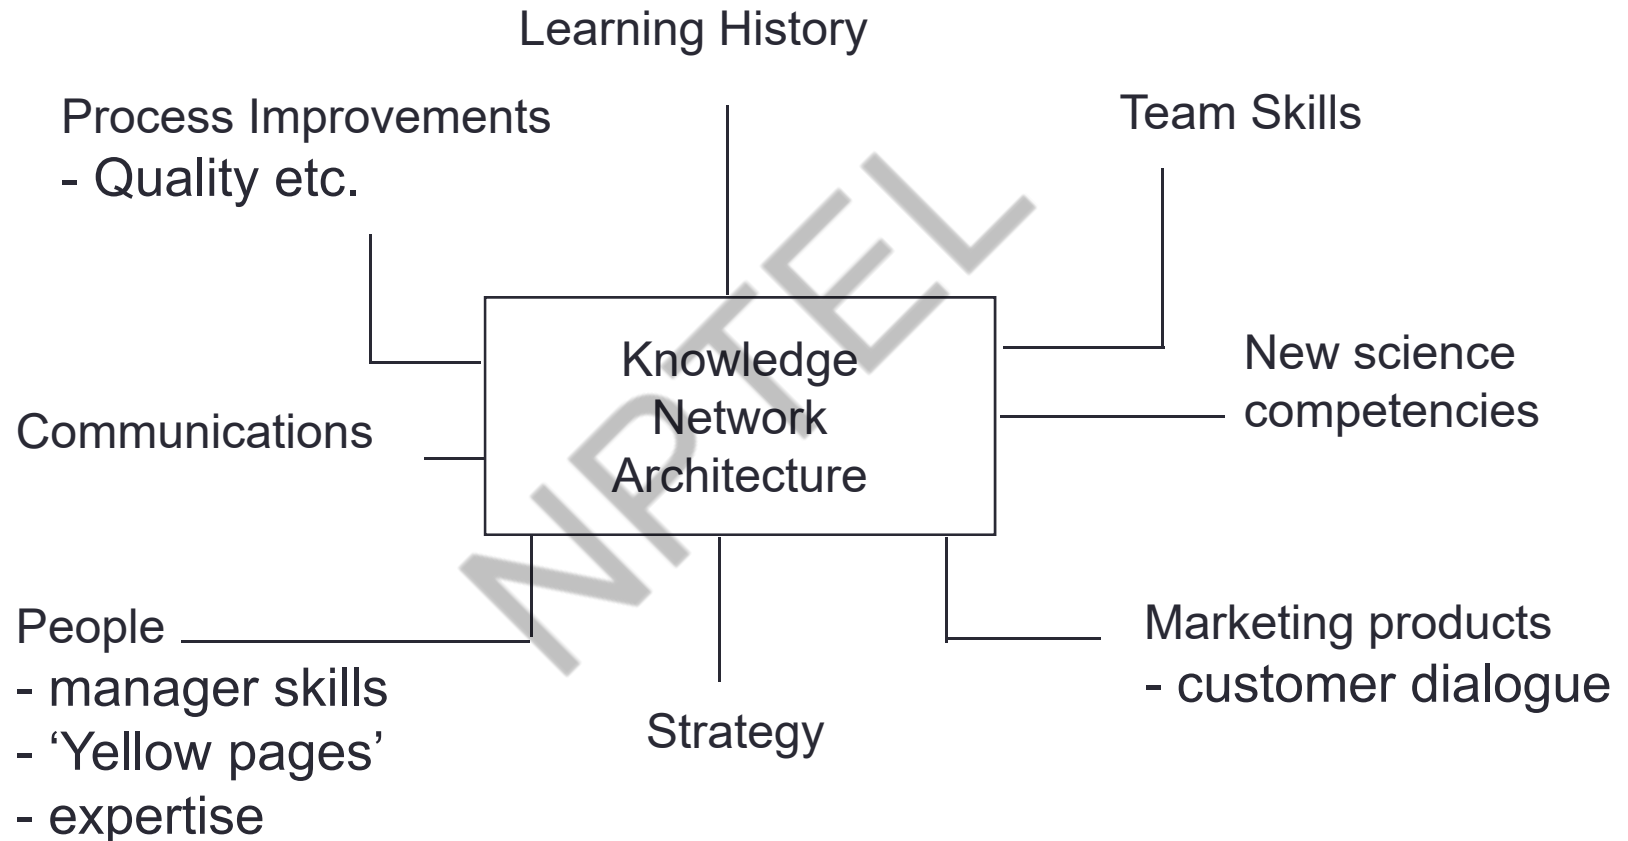 Learning History
Process Improvements
- Quality etc.
Team Skills
Knowledge
Network
Architecture
New science
competencies
Communications
People
- manager skills
- ‘Yellow pages’
- expertise
Strategy
Marketing products
- customer dialogue
NPTEL